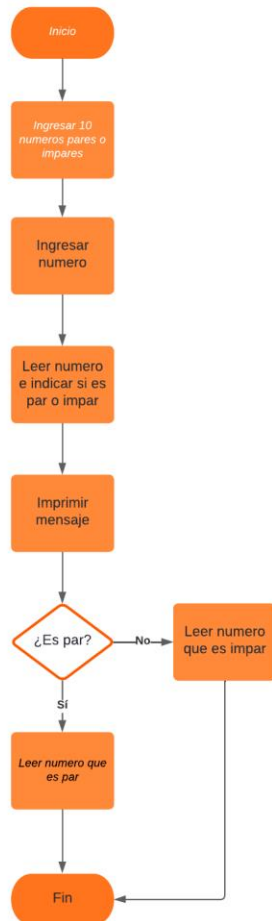 Inicio
Ingresar 10
numeros pares o
impares
Ingresar
numero
Leer numero
e indicar si es
par o impar
Imprimir
mensaje
¿Es par?
No
Leer numero
que es impar
Sí
Leer numero que
es par
Fin